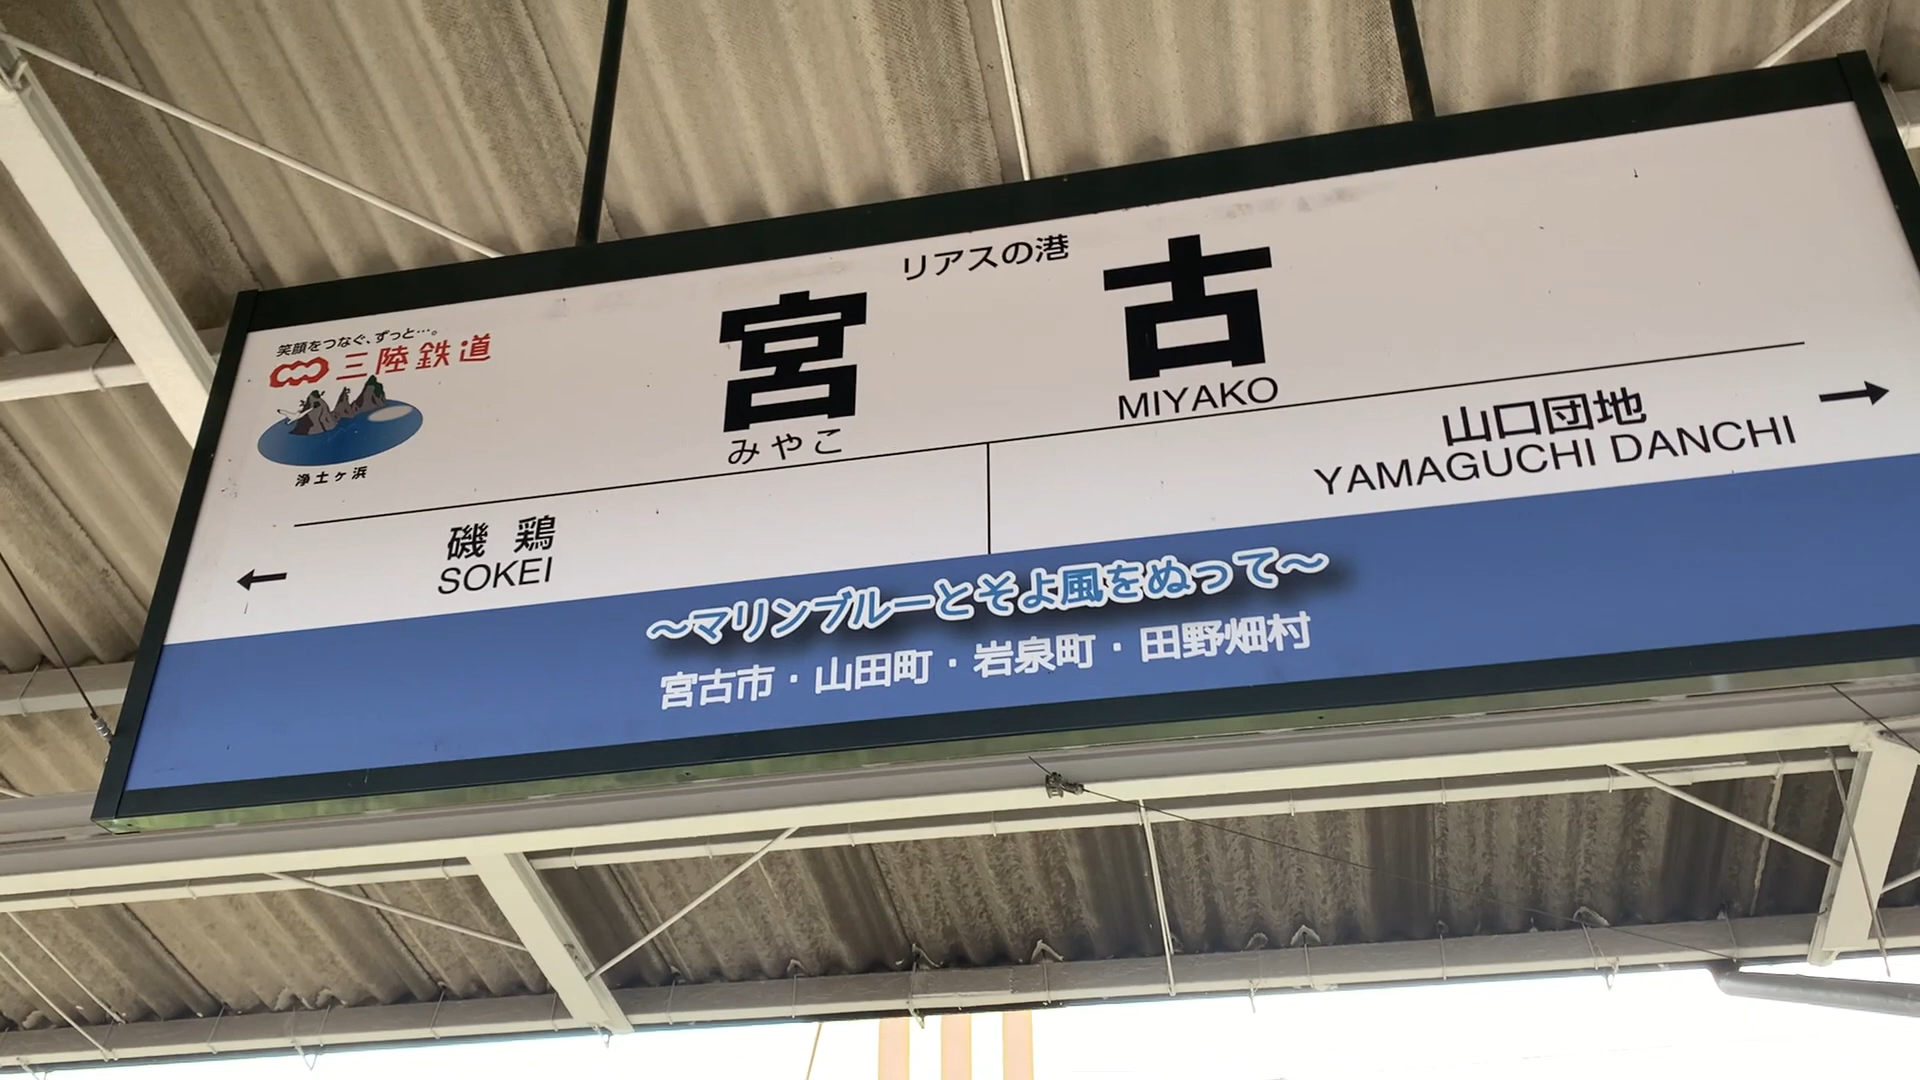 リアスの港
笑顔をつなぐ、ずっと…。
三陸鉄道
浄土ヶ浜
宮古
みやこ
MIYAKO
磯鶏
SOKEI
山口団地
YAMAGUCHI DANCHI
～マリンブルーとそよ風をぬって～
宮古市・山田町・岩泉町・田野畑村